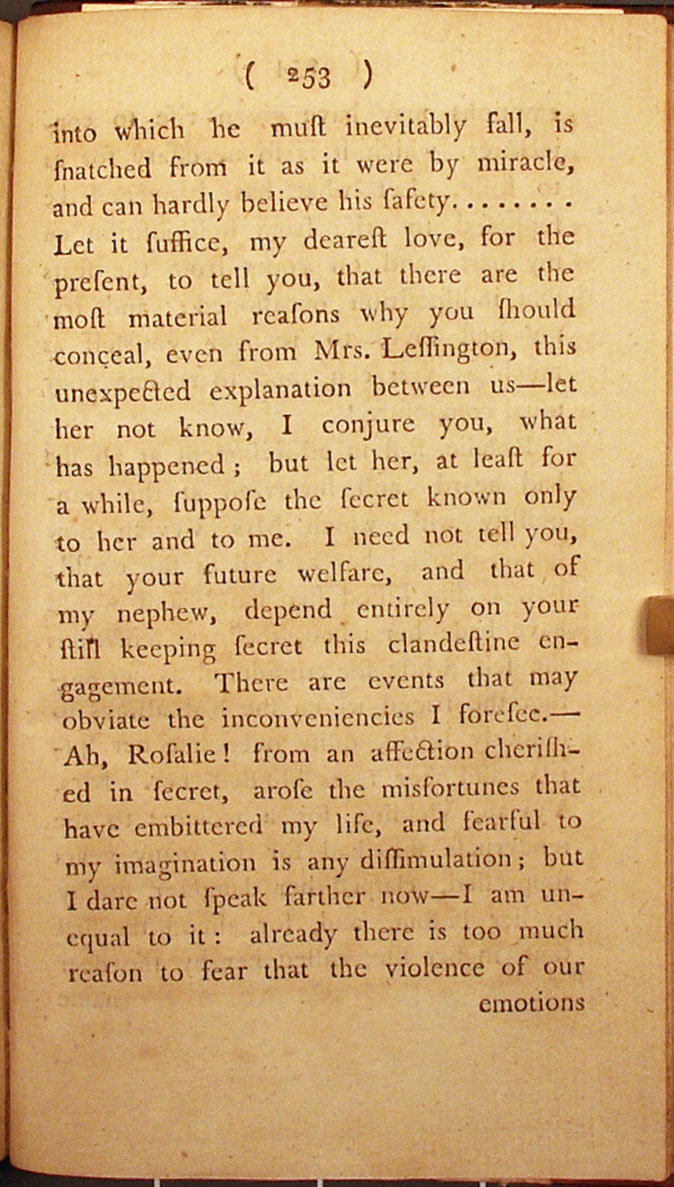 ( 253 )
into which he muſt inevitably fall, is
ſnatched from it as it were by miracle,
and can hardly believe his ſafety........
Let it ſuffice, my deareſt love, for the
preſent, to tell you, that there are the
moſt material reaſons why you ſhould
conceal, even from Mrs. Leſſington, this
unexpected explanation between us—let
her not know, I conjure you, what
has happened ; but let her, at leaſt for
a while, ſuppoſe the ſecret known only
to her and to me. I need not tell you,
that your future welfare, and that of
my nephew, depend entirely on your
ſtill keeping ſecret this clandeſtine en-
gagement. There are events that may
obviate the inconveniencies I foreſee.—
Ah, Roſalie ! from an affection cheriſh-
ed in ſecret, aroſe the misfortunes that
have embittered my life, and fearful to
my imagination is any diſſimulation ; but
I dare not ſpeak farther now—I am un-
equal to it : already there is too much
reaſon to fear that the violence of our
emotions